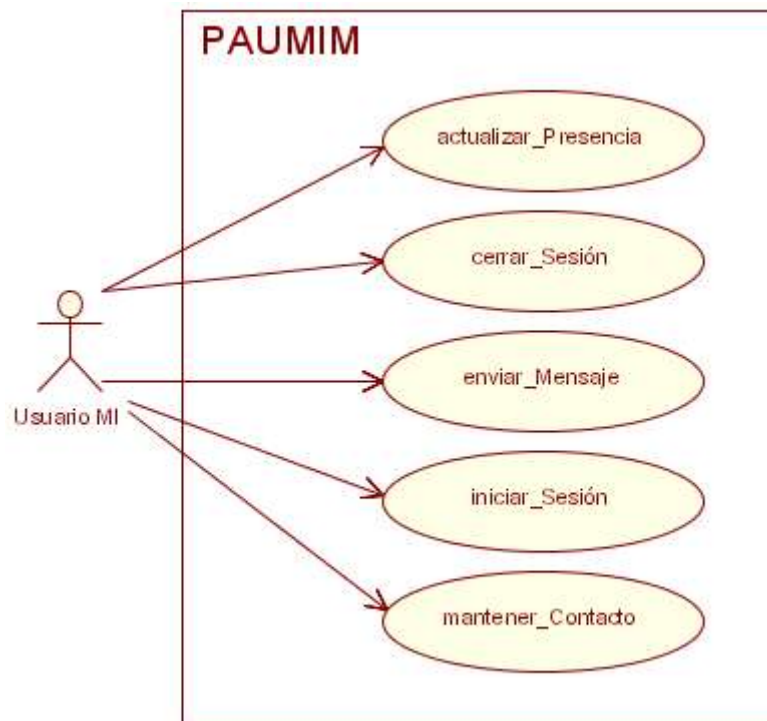 PAUMIM
actualizar_Presencia
cerrar_Sesión
enviar_Mensaje
Usuario MI
iniciar_Sesión
mantener_Contacto